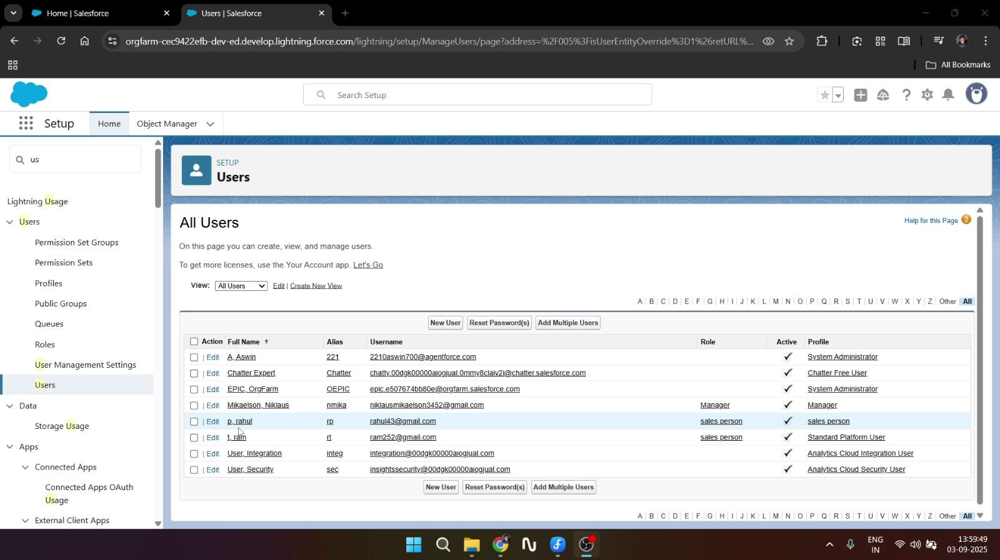 Home | Salesforce
Users | Salesforce
orgfarm-cec9422efb-dev-ed.develop.lightning.force.com/lightning/setup/ManageUsers/page?address=%2F005%3FisUserEntityOverride%3D1%26retURL%...
All Bookmarks
Search Setup
Setup
Home
Object Manager
us
Lightning Usage
Users
Permission Set Groups
Permission Sets
Profiles
Public Groups
Queues
Roles
User Management Settings
Users
Data
Storage Usage
Apps
Connected Apps
Connected Apps OAuth
Usage
External Client Apps
SETUP
Users
All Users
Help for this Page
On this page you can create, view, and manage users.
To get more licenses, use the Your Account app. Let's Go
View: All Users Edit | Create New View
A | B | C | D | E | F | G | H | I | J | K | L | M | N | O | P | Q | R | S | T | U | V | W | X | Y | Z | Other | All
New User Reset Password(s) Add Multiple Users
Action Full Name Alias Username Role Active Profile
| Edit A, Aswin 221 2210aswin700@agentforce.com System Administrator
| Edit Chatter Expert Chatter chatty.00dgk00000aiogjual.0mmy8claiv2i@chatter.salesforce.com Chatter Free User
| Edit EPIC, OrgFarm OEPIC epic.e507674bb80e@orgfarm.salesforce.com System Administrator
| Edit Mikaelson, Niklaus nmika niklausmikaelson3452@gmail.com Manager Manager
| Edit p, rahul rp rahul43@gmail.com sales person sales person
| Edit t, ram rt ram252@gmail.com sales person Standard Platform User
| Edit User, Integration integ integration@00dgk00000aiogjual.com Analytics Cloud Integration User
| Edit User, Security sec insightssecurity@00dgk00000aiogjual.com Analytics Cloud Security User
New User Reset Password(s) Add Multiple Users
A | B | C | D | E | F | G | H | I | J | K | L | M | N | O | P | Q | R | S | T | U | V | W | X | Y | Z | Other | All
ENG
IN
13:59:49
03-09-2025